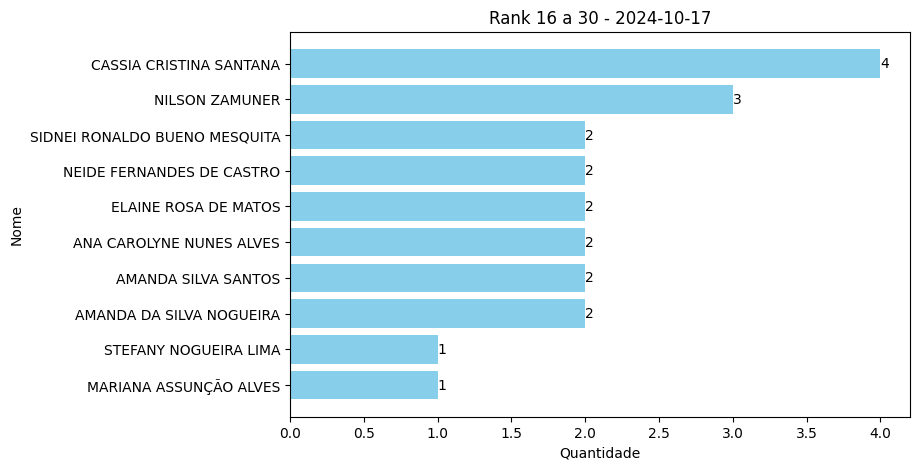 Rank 16 a 30 - 2024-10-17
CASSIA CRISTINA SANTANA 4
NILSON ZAMUNER 3
SIDNEI RONALDO BUENO MESQUITA 2
NEIDE FERNANDES DE CASTRO 2
ELAINE ROSA DE MATOS 2
ANA CAROLYNE NUNES ALVES 2
AMANDA SILVA SANTOS 2
AMANDA DA SILVA NOGUEIRA 2
STEFANY NOGUEIRA LIMA 1
MARIANA ASSUNÇÃO ALVES 1
Nome
0.0 0.5 1.0 1.5 2.0 2.5 3.0 3.5 4.0
Quantidade